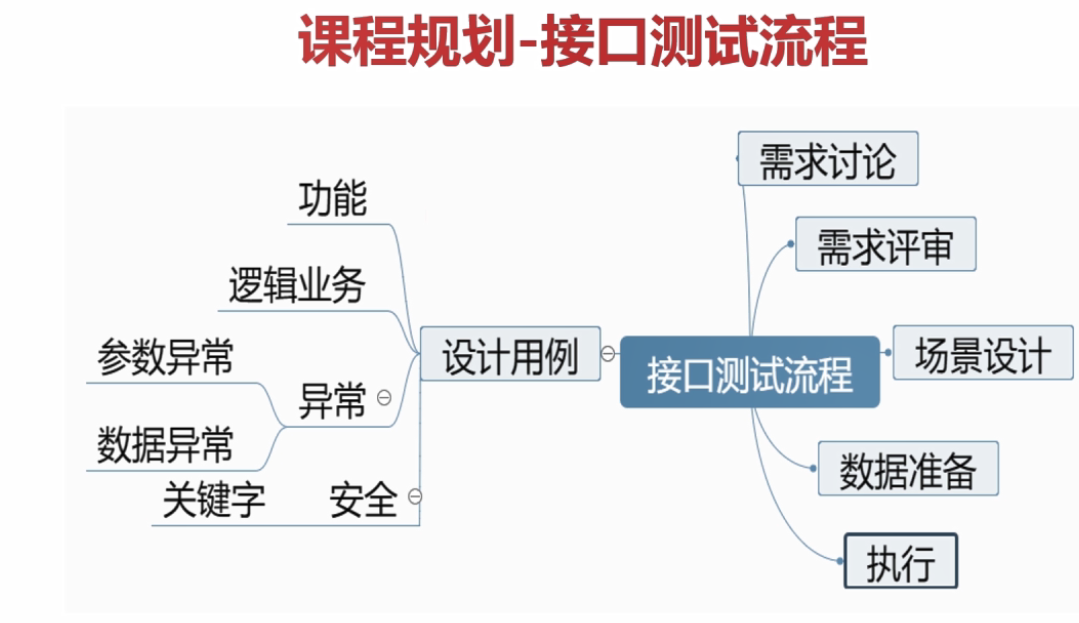 课程规划-接口测试流程
需求讨论
功能
需求评审
逻辑业务
参数异常
设计用例
场景设计
接口测试流程
异常
数据异常
数据准备
关键字
安全
执行